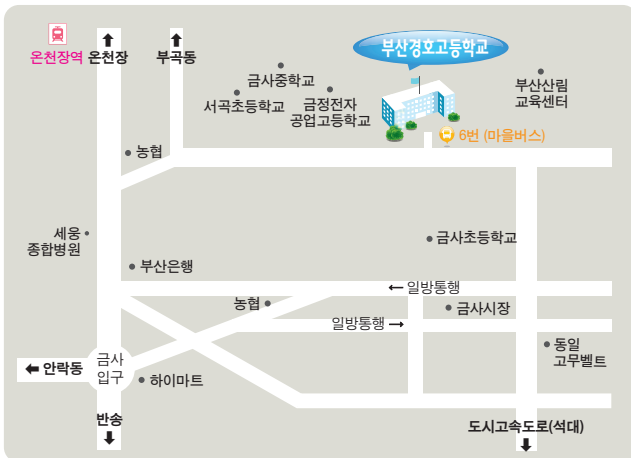 온천장역
온천장
부곡동
금사중학교
서곡초등학교
금정전자
공업고등학교
부산경호고등학교
부산산림
교육센터
6번 (마을버스)
농협
세웅
종합병원
부산은행
금사초등학교
← 일방통행
농협
금사시장
일방통행 →
동일
고무벨트
안락동
금사
입구
하이마트
반송
도시고속도로(석대)